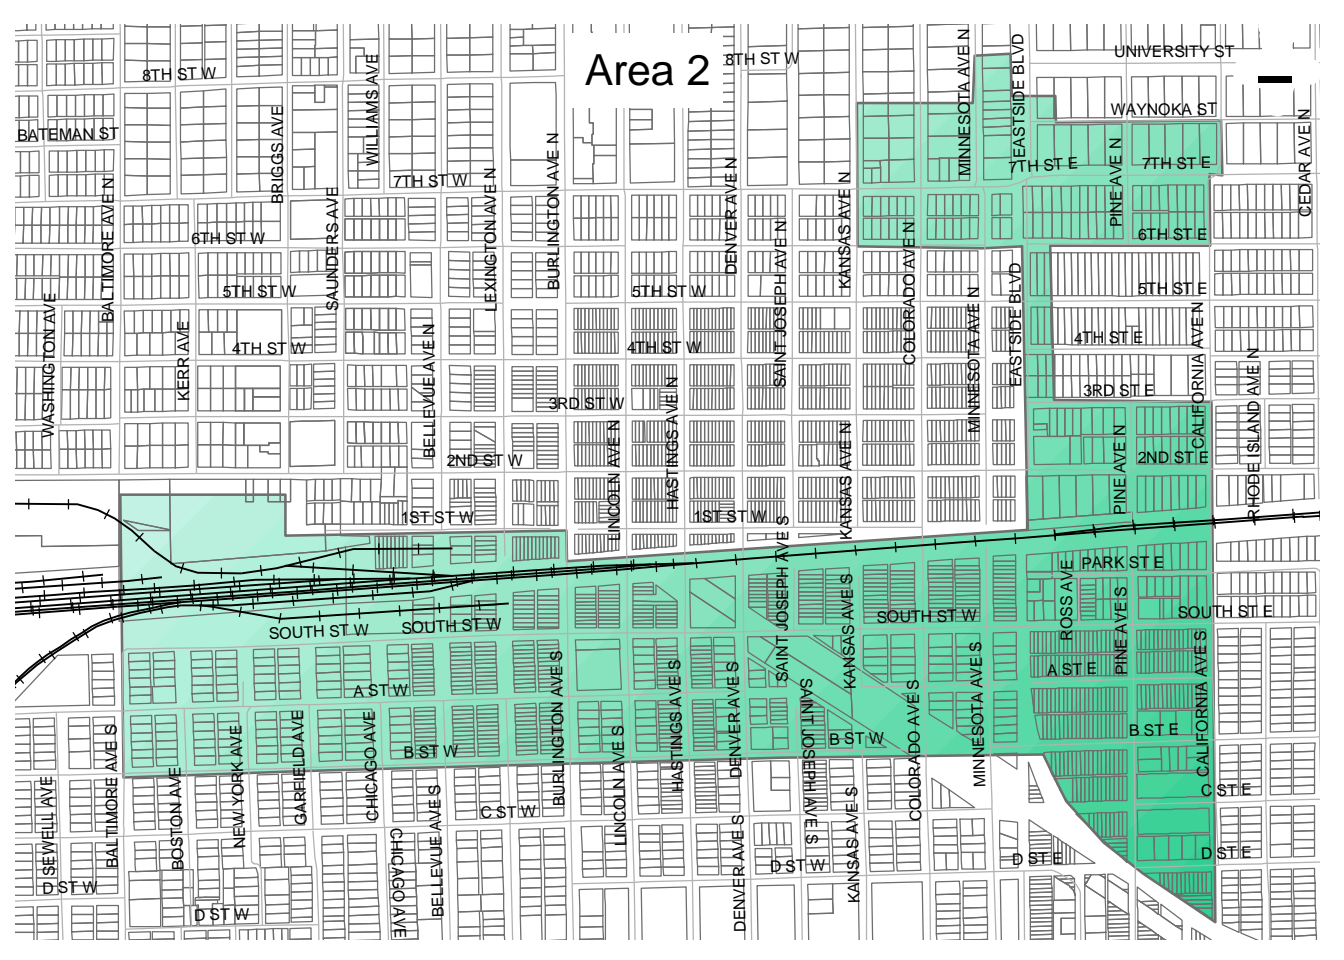 UNIVERSITY ST
8TH ST W
Area 2
8TH ST W
WILLIAMS AVE
MINNESOTA AVE N
EASTSIDE BLVD
WAYNOKA ST
BATEMAN ST
BRIGGS AVE
CEDAR AVE N
7TH ST W
7TH ST E
7TH ST E
BALTIMORE AVE N
SAUNDERS AVE
LEXINGTON AVE N
BURLINGTON AVE N
DENVER AVE N
SAINT JOSEPH AVE N
KANSAS AVE N
COLORADO AVE N
PINE AVE N
6TH ST W
6TH ST E
5TH ST W
5TH ST W
5TH ST E
WASHINGTON AVE
KERR AVE
BELLEVUE AVE N
MINNESOTA AVE N
EASTSIDE BLVD
CALIFORNIA AVE N
4TH ST W
4TH ST W
4TH ST E
RHODE ISLAND AVE N
3RD ST W
3RD ST E
HASTINGS AVE N
LINCOLN AVE N
KANSAS AVE N
PINE AVE N
2ND ST W
2ND ST E
1ST ST W
1ST ST W
SAINT JOSEPH AVE S
PARK ST E
ROSS AVE
KANSAS AVE S
PINE AVE S
SOUTH ST W
SOUTH ST W
SOUTH ST W
SOUTH ST E
A ST W
A ST E
BURLINGTON AVE S
HASTINGS AVE S
DENVER AVE S
SAINT JOSEPH AVE S
COLORADO AVE S
MINNESOTA AVE S
CALIFORNIA AVE S
B ST W
B ST W
B ST E
BALTIMORE AVE S
NEW YORK AVE
GARFIELD AVE
CHICAGO AVE
LINCOLN AVE S
SEWELL AVE
BOSTON AVE
BELLEVUE AVE S
KANSAS AVE S
C ST W
C ST E
CHICAGO AVE
DENVER AVE S
D ST W
D ST W
D ST W
D ST E
D ST E